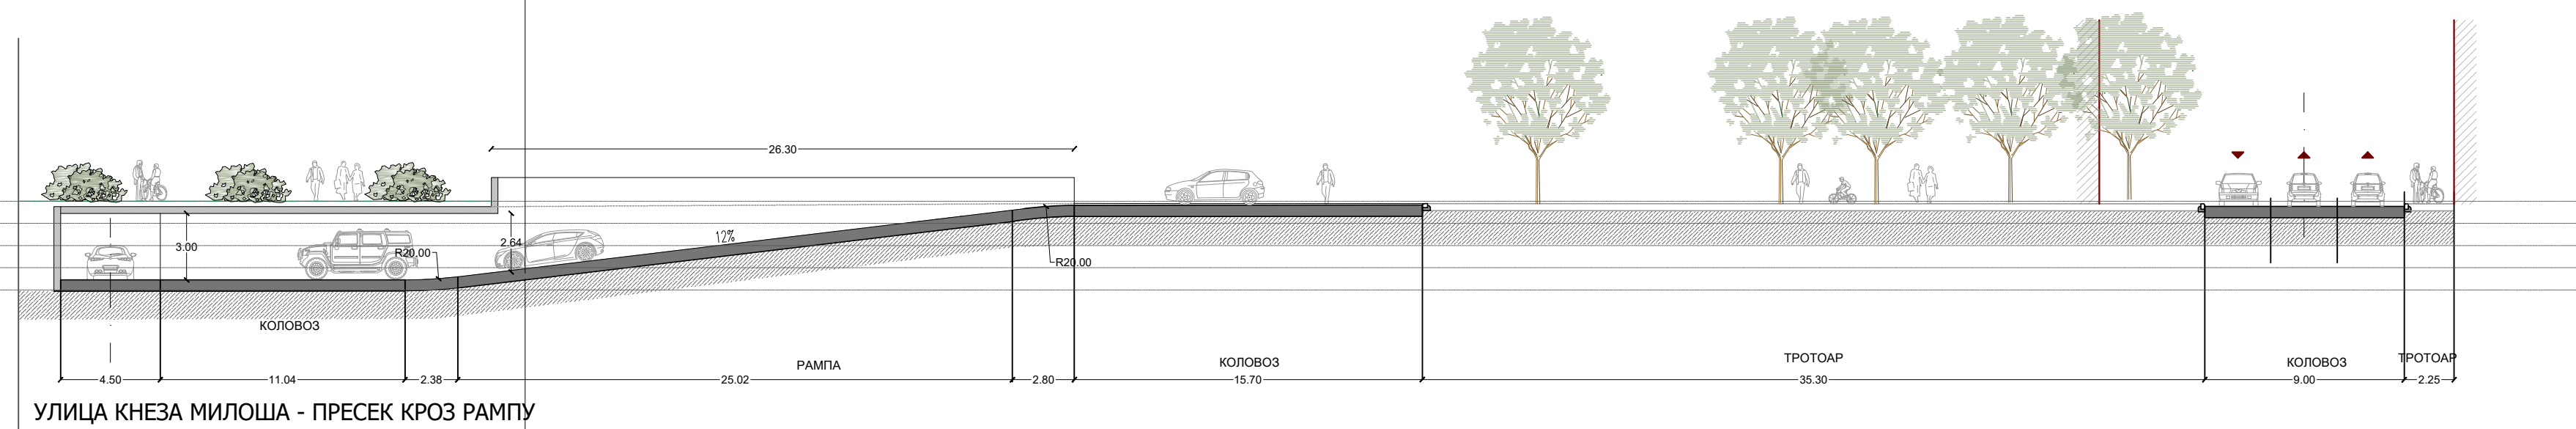 26.30
3.00
R20.00
2.64
12%
R20.00
КОЛОВОЗ
РАМПА
КОЛОВОЗ
ТРОТОАР
КОЛОВОЗ
ТРОТОАР
4.50
11.04
2.38
25.02
2.80
15.70
35.30
9.00
2.25
УЛИЦА КНЕЗА МИЛОША - ПРЕСЕК КРОЗ РАМПУ